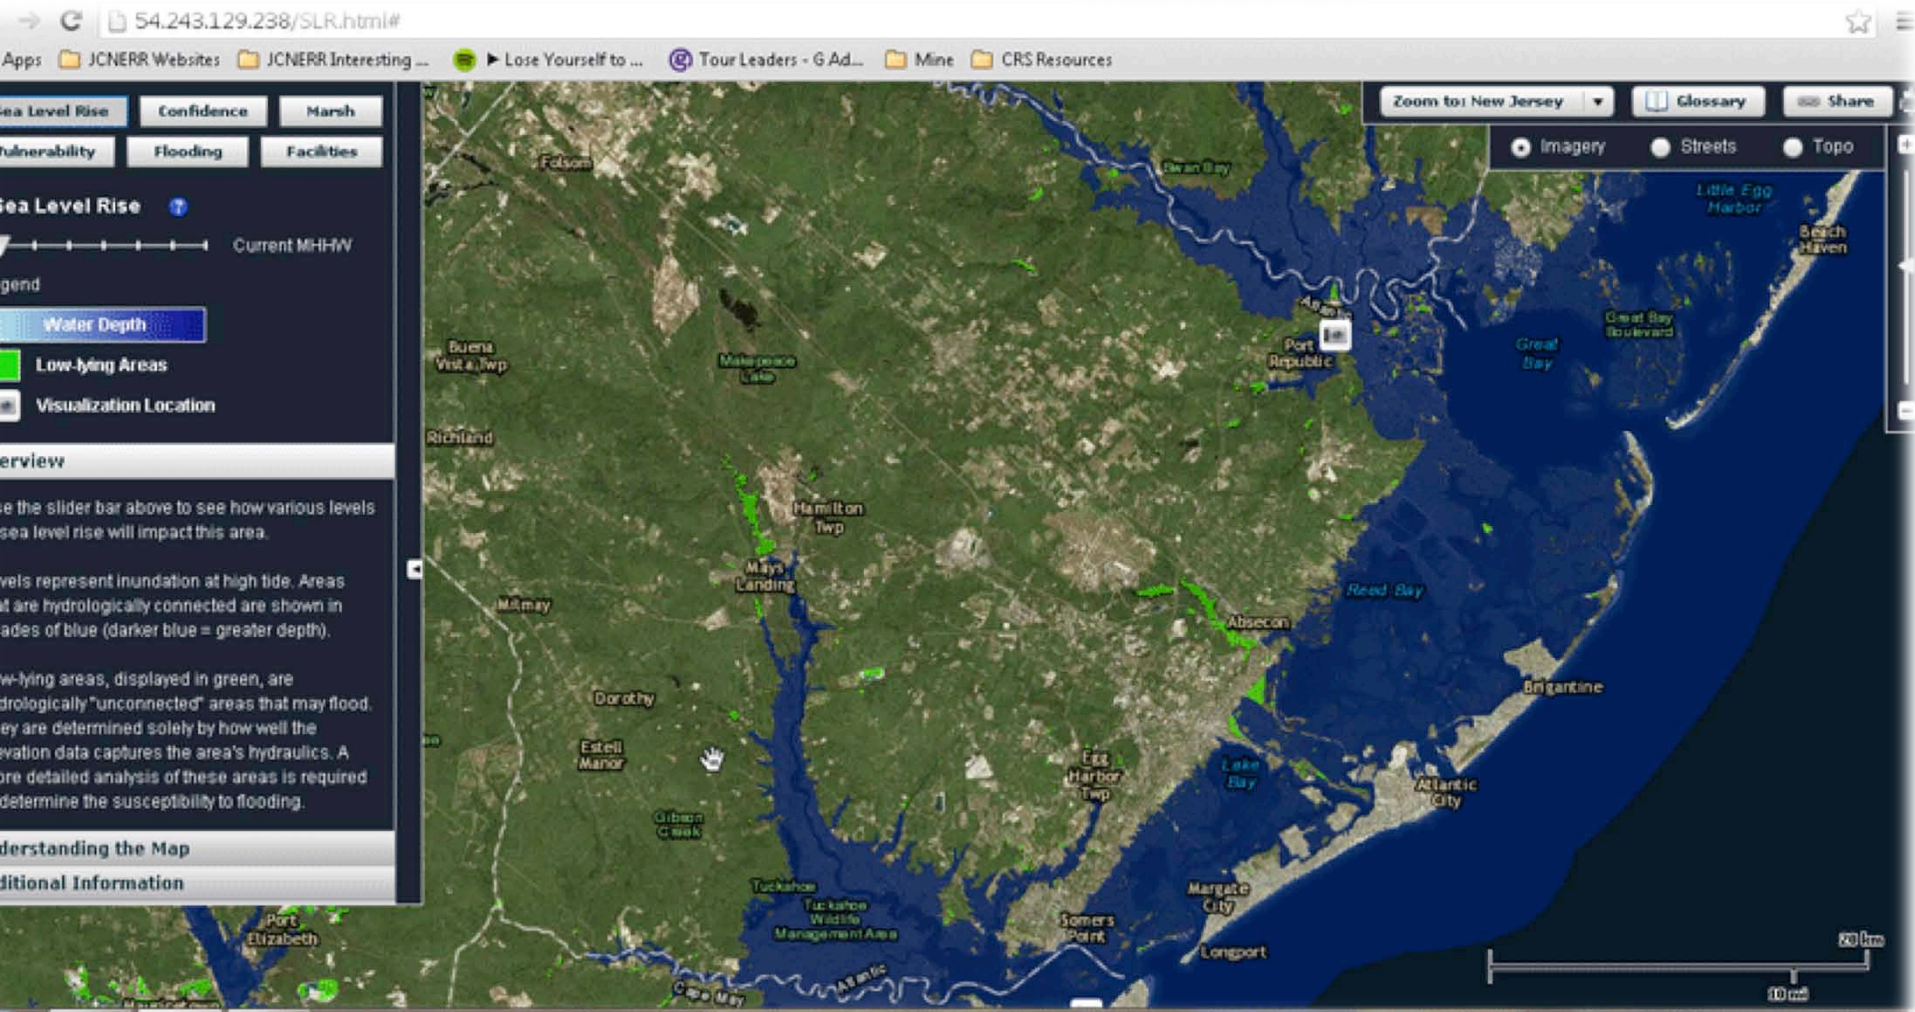 54.243.129.238/SLR.html#
Apps JCNERR Websites JCNERR Interesting ... Lose Yourself to ... Tour Leaders - G Ad... Mine CRS Resources
ea Level Rise Confidence Marsh
ulnerability Flooding Facilities
Sea Level Rise ?
Current MHHW
gend
Water Depth
Low-lying Areas
Visualization Location
erview
se the slider bar above to see how various levels
sea level rise will impact this area.
vels represent inundation at high tide. Areas
at are hydrologically connected are shown in
ades of blue (darker blue = greater depth).
w-lying areas, displayed in green, are
drologically "unconnected" areas that may flood.
ey are determined solely by how well the
evation data captures the area's hydraulics. A
ore detailed analysis of these areas is required
determine the susceptibility to flooding.
derstanding the Map
ditional Information
Zoom to: New Jersey Glossary Share
Imagery Streets Topo
Folsom
Swan Bay
Little Egg
Harbor
Beach
Haven
Great Bay
Boulevard
Great
Bay
Port
Republic
Buena
Vista Twp
Makepeace
Lake
Richland
Hamilton
Twp
Mays
Landing
Milmay
Reed Bay
Absecon
Dorothy
Brigantine
Estell
Manor
Egg
Harbor
Twp
Lake
Bay
Atlantic
City
Gibson
Creek
Tuckahoe
Tuckahoe
Wildlife
Management Area
Margate
City
Somers
Point
Longport
Port
Elizabeth
Atlantic
Cape May
Mauricetown
20 km
10 mi